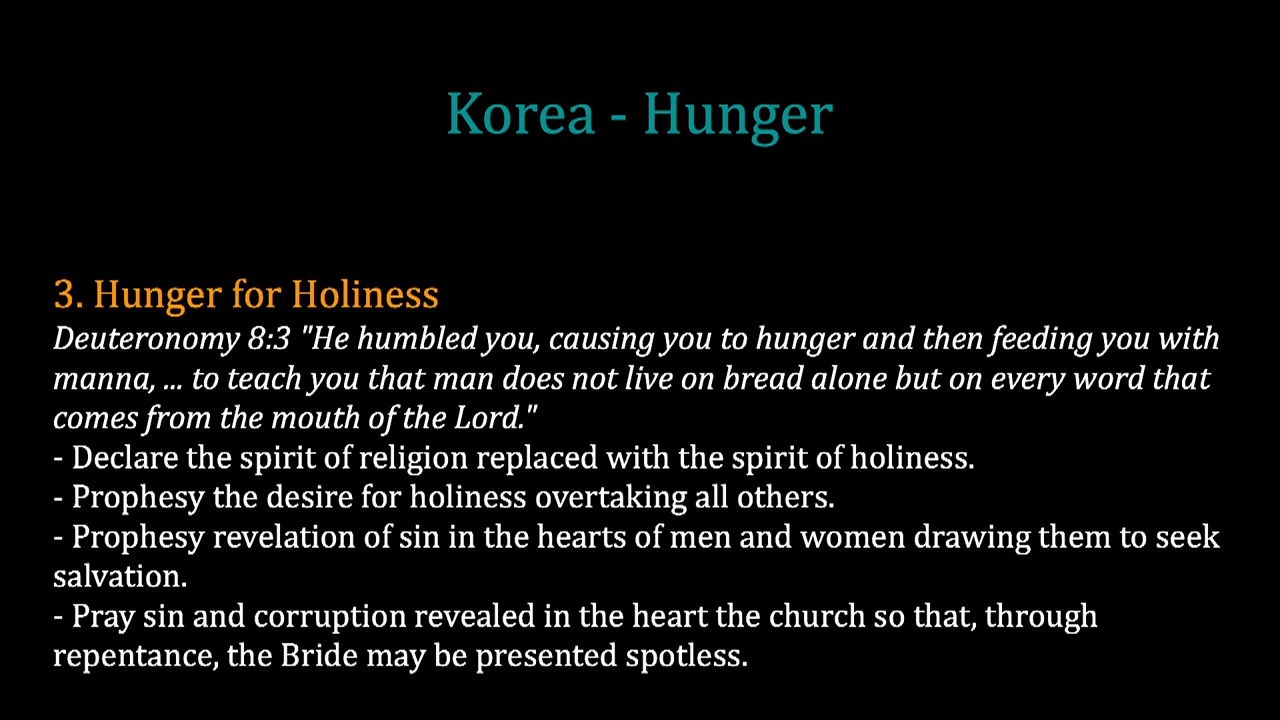 Korea - Hunger
3. Hunger for Holiness
Deuteronomy 8:3 "He humbled you, causing you to hunger and then feeding you with
manna, ... to teach you that man does not live on bread alone but on every word that
comes from the mouth of the Lord."
- Declare the spirit of religion replaced with the spirit of holiness.
- Prophesy the desire for holiness overtaking all others.
- Prophesy revelation of sin in the hearts of men and women drawing them to seek
salvation.
- Pray sin and corruption revealed in the heart the church so that, through
repentance, the Bride may be presented spotless.